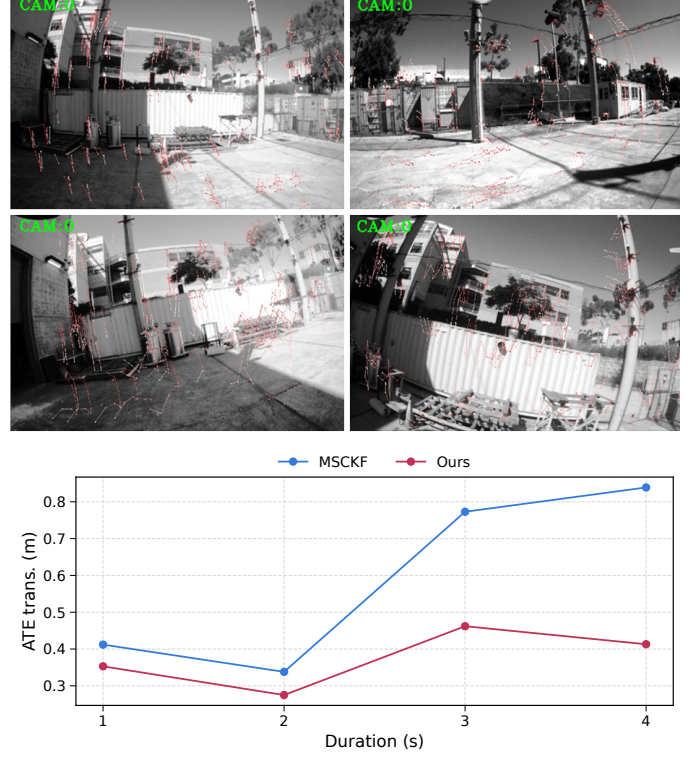 CAM:0 CAM:0
CAM:0 CAM:0
MSCKF Ours
0.8
0.7
0.6
0.5
0.4
0.3
ATE trans. (m)
1 2 3 4
Duration (s)